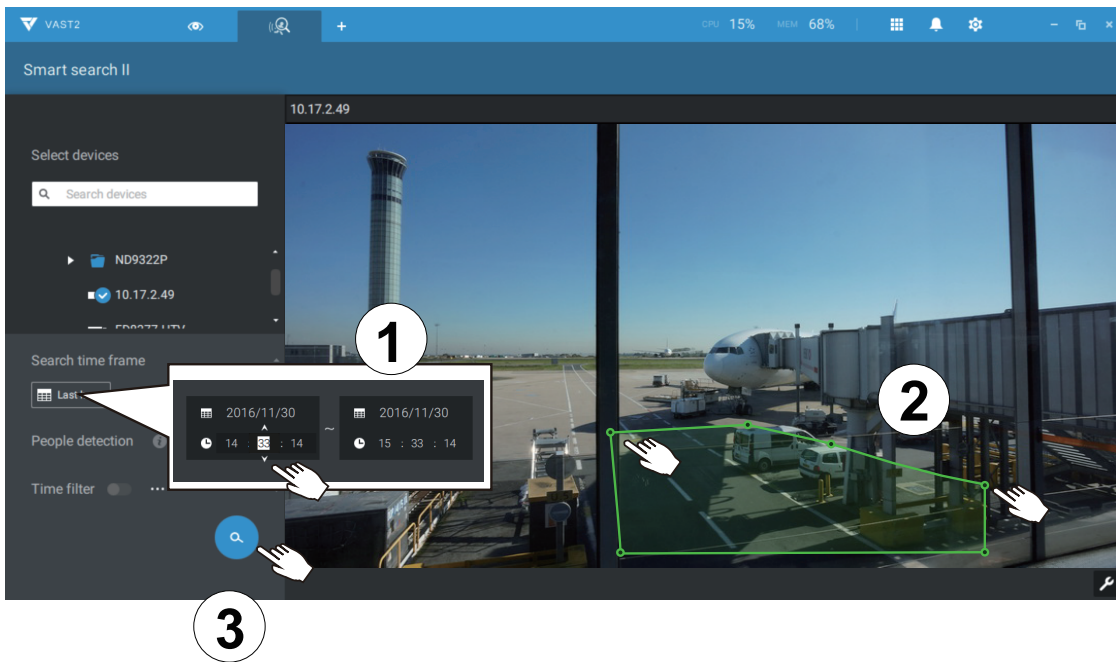 VAST2
+
CPU 15% MEM 68%
Smart search II
10.17.2.49
Select devices
Search devices
ND9322P
10.17.2.49
Search time frame
Last
2016/11/30
14 : 33 : 14
~
2016/11/30
15 : 33 : 14
People detection
Time filter
1
2
3